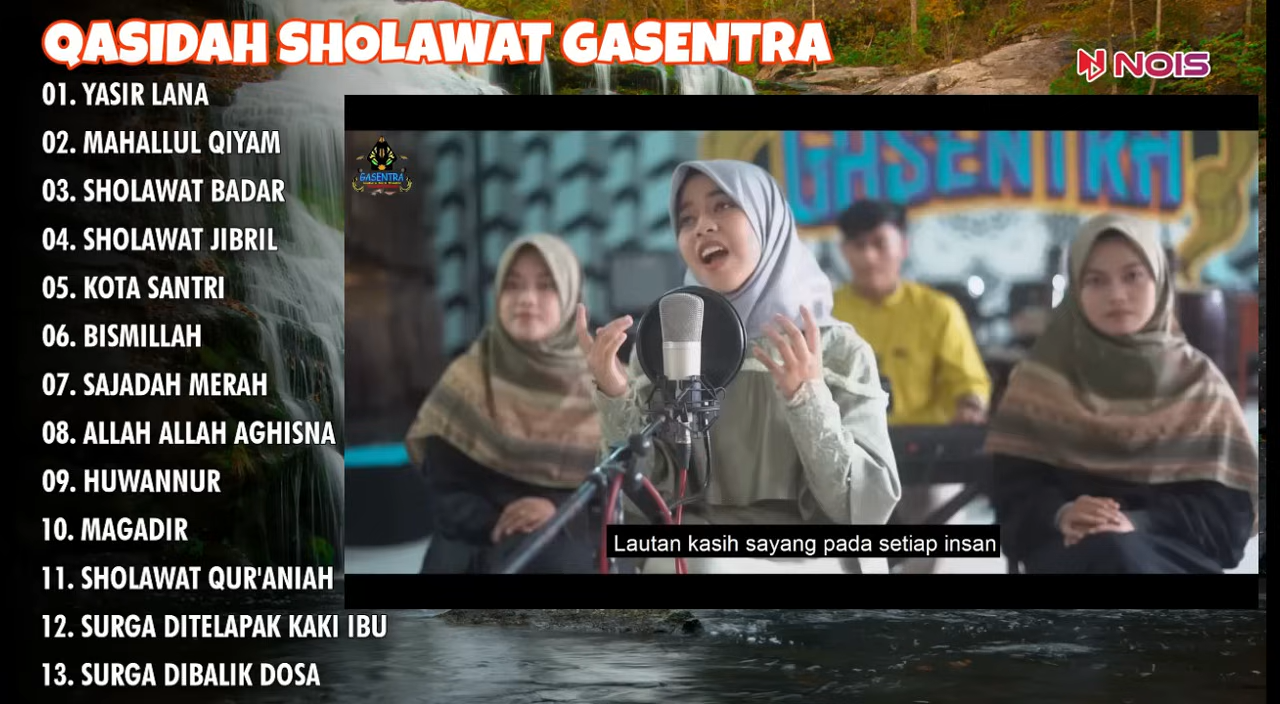 QASIDAH SHOLAWAT GASENTRA
NOIS
01. YASIR LANA
02. MAHALLUL QIYAM
03. SHOLAWAT BADAR
04. SHOLAWAT JIBRIL
05. KOTA SANTRI
06. BISMILLAH
07. SAJADAH MERAH
08. ALLAH ALLAH AGHISNA
09. HUWANNUR
10. MAGADIR
11. SHOLAWAT QUR'ANIAH
12. SURGA DITELAPAK KAKI IBU
13. SURGA DIBALIK DOSA
GASENTRA
GASENTRA
Lautan kasih sayang pada setiap insan